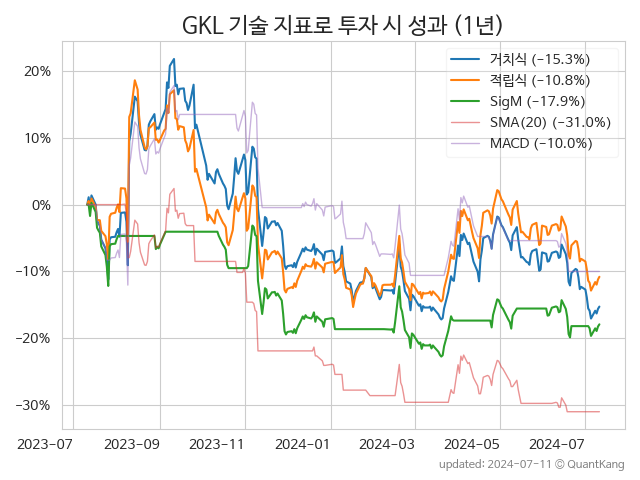 GKL 기술 지표로 투자 시 성과 (1년)
거치식 (−15.3%)
적립식 (−10.8%)
SigM (−17.9%)
SMA(20) (−31.0%)
MACD (−10.0%)
20%
10%
0%
−10%
−20%
−30%
2023-07 2023-09 2023-11 2024-01 2024-03 2024-05 2024-07
updated: 2024-07-11 © QuantKang